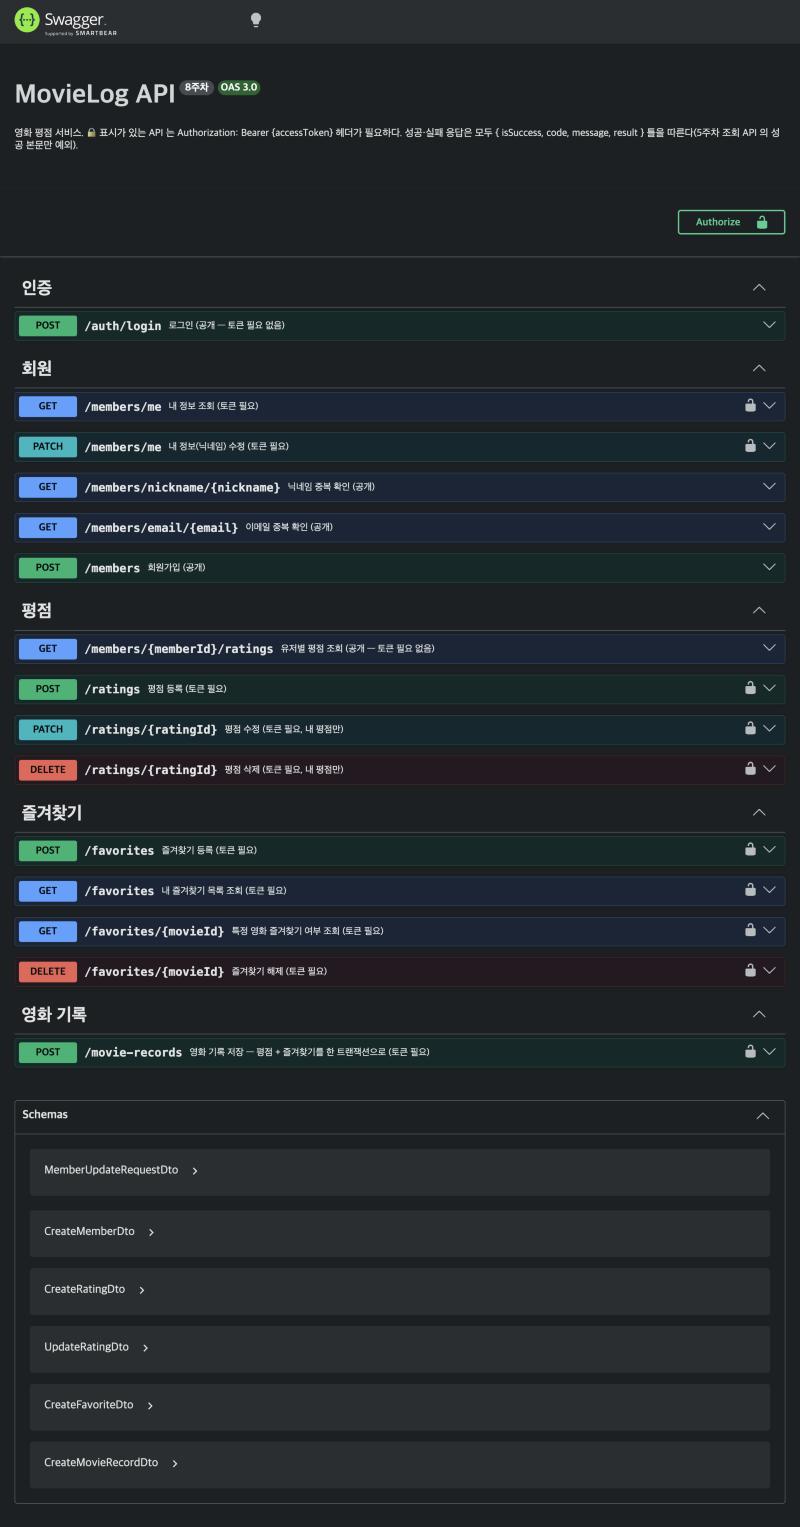 Swagger.
Supported by SMARTBEAR
MovieLog API 8주차 OAS 3.0
영화 평점 서비스. 🔒 표시가 있는 API 는 Authorization: Bearer {accessToken} 헤더가 필요하다. 성공·실패 응답은 모두 { isSuccess, code, message, result } 틀을 따른다(5주차 조회 API 의 성
공 본문만 예외).
Authorize
인증
POST /auth/login 로그인 (공개 — 토큰 필요 없음)
회원
GET /members/me 내 정보 조회 (토큰 필요)
PATCH /members/me 내 정보(닉네임) 수정 (토큰 필요)
GET /members/nickname/{nickname} 닉네임 중복 확인 (공개)
GET /members/email/{email} 이메일 중복 확인 (공개)
POST /members 회원가입 (공개)
평점
GET /members/{memberId}/ratings 유저별 평점 조회 (공개 — 토큰 필요 없음)
POST /ratings 평점 등록 (토큰 필요)
PATCH /ratings/{ratingId} 평점 수정 (토큰 필요, 내 평점만)
DELETE /ratings/{ratingId} 평점 삭제 (토큰 필요, 내 평점만)
즐겨찾기
POST /favorites 즐겨찾기 등록 (토큰 필요)
GET /favorites 내 즐겨찾기 목록 조회 (토큰 필요)
GET /favorites/{movieId} 특정 영화 즐겨찾기 여부 조회 (토큰 필요)
DELETE /favorites/{movieId} 즐겨찾기 해제 (토큰 필요)
영화 기록
POST /movie-records 영화 기록 저장 — 평점 + 즐겨찾기를 한 트랜잭션으로 (토큰 필요)
Schemas
MemberUpdateRequestDto
CreateMemberDto
CreateRatingDto
UpdateRatingDto
CreateFavoriteDto
CreateMovieRecordDto